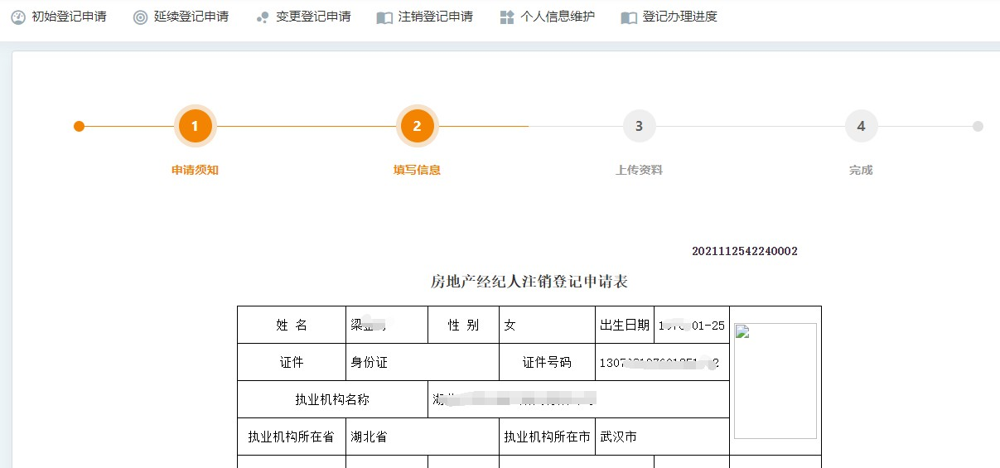 初始登记申请 延续登记申请 变更登记申请 注销登记申请 个人信息维护 登记办理进度
1 2 3 4
申请须知 填写信息 上传资料 完成
2021112542240002
房地产经纪人注销登记申请表
姓 名 梁 性 别 女 出生日期 01-25
证件 身份证 证件号码
执业机构名称 湖
执业机构所在省 湖北省 执业机构所在市 武汉市